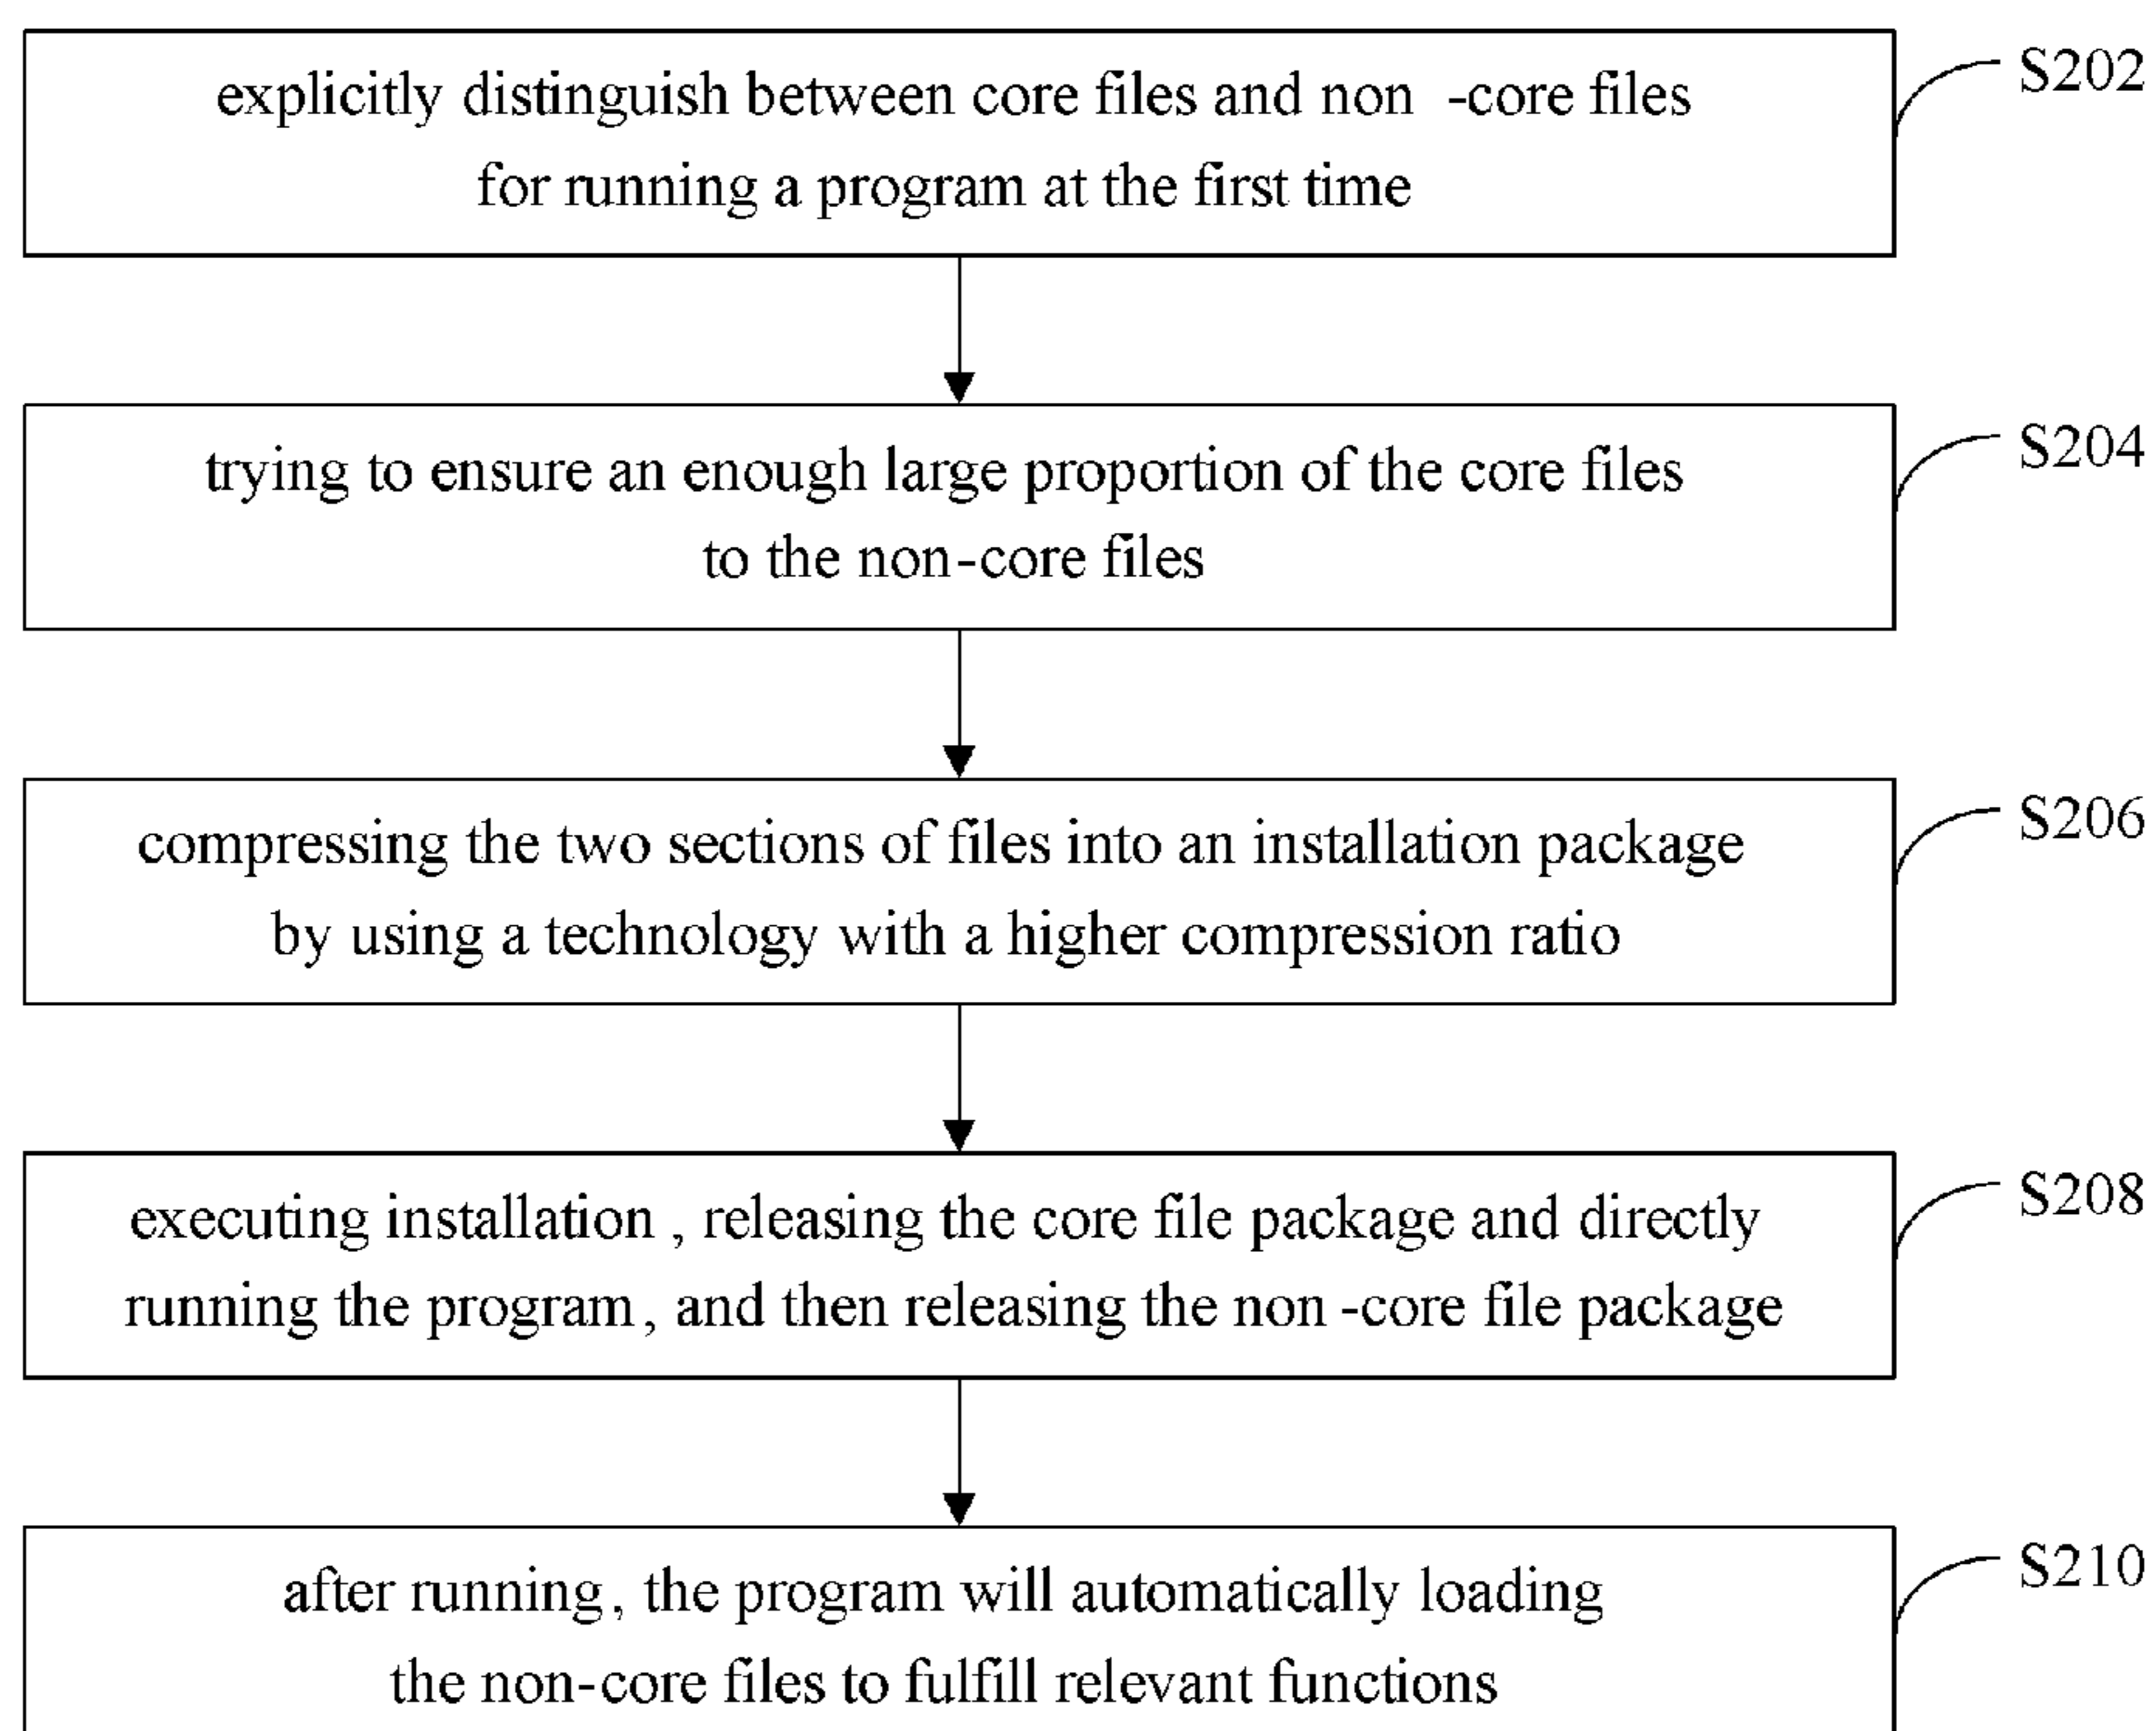 explicitly distinguish between core files and non -core files
for running a program at the first time
S202
trying to ensure an enough large proportion of the core files
to the non-core files
S204
compressing the two sections of files into an installation package
by using a technology with a higher compression ratio
S206
executing installation , releasing the core file package and directly
running the program, and then releasing the non -core file package
S208
after running, the program will automatically loading
the non-core files to fulfill relevant functions
S210